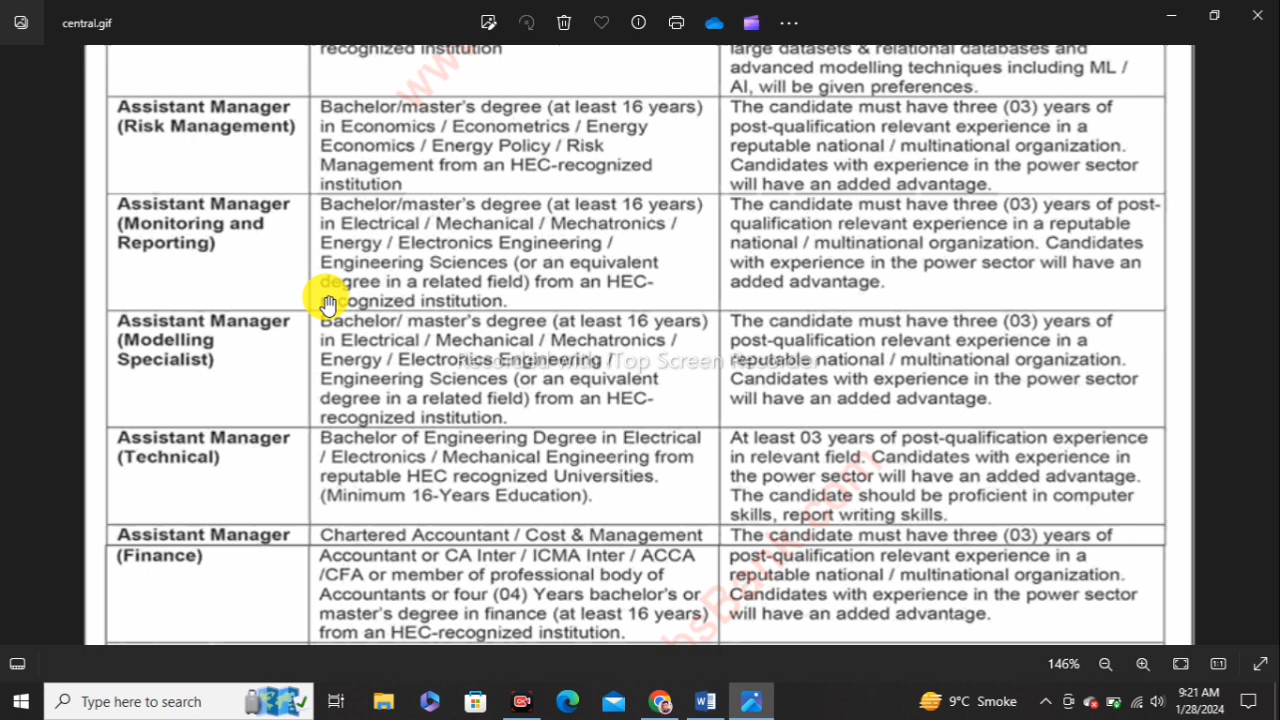 central.gif
recognized institution
large datasets & relational databases and
advanced modelling techniques including ML /
AI, will be given preferences.
Assistant Manager
(Risk Management)
Bachelor/master's degree (at least 16 years)
in Economics / Econometrics / Energy
Economics / Energy Policy / Risk
Management from an HEC-recognized
institution
The candidate must have three (03) years of
post-qualification relevant experience in a
reputable national / multinational organization.
Candidates with experience in the power sector
will have an added advantage.
Assistant Manager
(Monitoring and
Reporting)
Bachelor/master's degree (at least 16 years)
in Electrical / Mechanical / Mechatronics /
Energy / Electronics Engineering /
Engineering Sciences (or an equivalent
degree in a related field) from an HEC-
recognized institution.
The candidate must have three (03) years of post-
qualification relevant experience in a reputable
national / multinational organization. Candidates
with experience in the power sector will have an
added advantage.
Assistant Manager
(Modelling
Specialist)
Bachelor/ master's degree (at least 16 years)
in Electrical / Mechanical / Mechatronics /
Energy / Electronics Engineering /
Engineering Sciences (or an equivalent
degree in a related field) from an HEC-
recognized institution.
The candidate must have three (03) years of
post-qualification relevant experience in a
reputable national / multinational organization.
Candidates with experience in the power sector
will have an added advantage.
Recorded with iTop Screen Recorder
Assistant Manager
(Technical)
Bachelor of Engineering Degree in Electrical
/ Electronics / Mechanical Engineering from
reputable HEC recognized Universities.
(Minimum 16-Years Education).
At least 03 years of post-qualification experience
in relevant field. Candidates with experience in
the power sector will have an added advantage.
The candidate should be proficient in computer
skills, report writing skills.
Assistant Manager
(Finance)
Chartered Accountant / Cost & Management
Accountant or CA Inter / ICMA Inter / ACCA
/CFA or member of professional body of
Accountants or four (04) Years bachelor's or
master's degree in finance (at least 16 years)
from an HEC-recognized institution.
The candidate must have three (03) years of
post-qualification relevant experience in a
reputable national / multinational organization.
Candidates with experience in the power sector
will have an added advantage.
146%
Type here to search
9°C Smoke
9:21 AM
1/28/2024